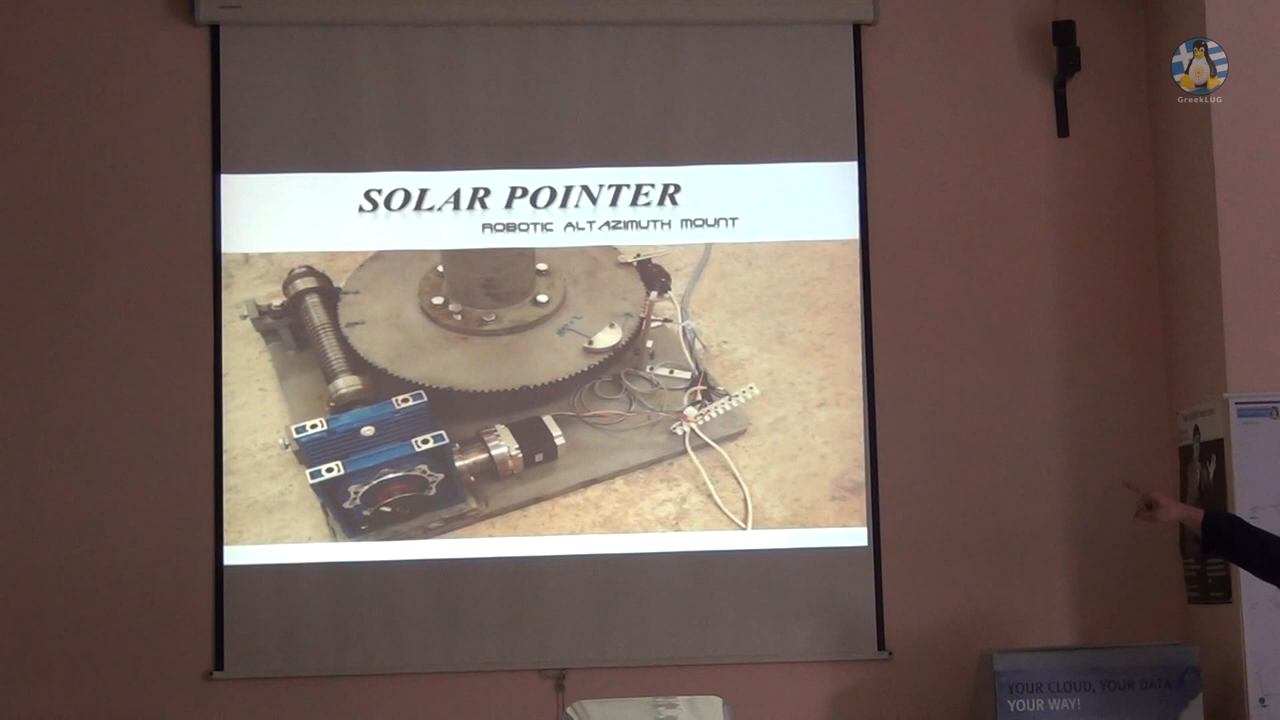 GreekLUG
SOLAR POINTER
ROBOTIC ALTAZIMUTH MOUNT
YOUR CLOUD, YOUR DATA
YOUR WAY!